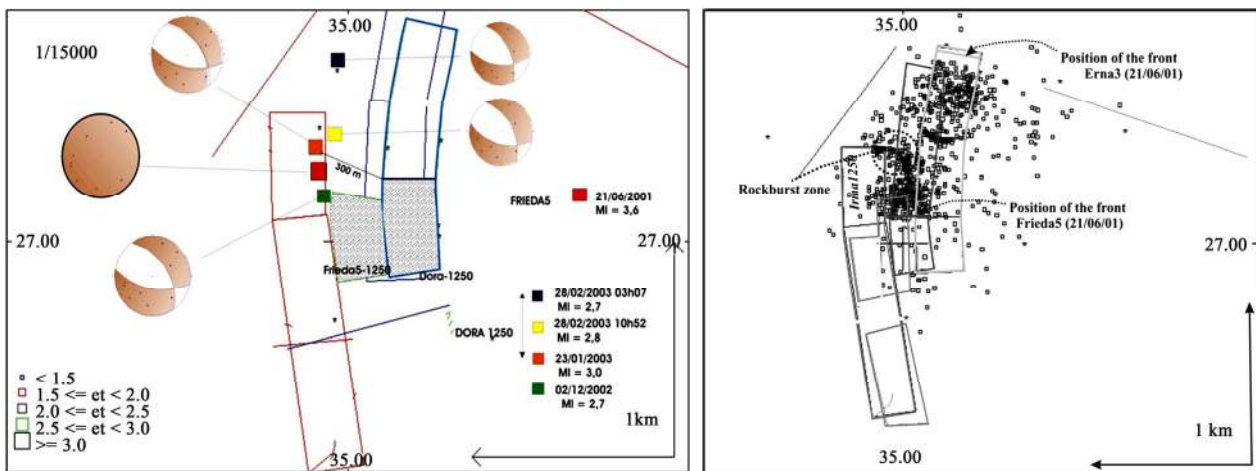 35.00
1/15000
300 m
FRIEDA5
21/06/2001
Ml = 3,6
27.00
27.00
Frieda5-1250
Dora-1250
28/02/2003 03h07
Ml = 2,7
28/02/2003 10h52
Ml = 2,8
DORA 1250
23/01/2003
Ml = 3,0
02/12/2002
Ml = 2,7
< 1.5
1.5 <= et < 2.0
2.0 <= et < 2.5
2.5 <= et < 3.0
>= 3.0
1km
35.00
35.00
Position of the front
Erna3 (21/06/01)
Rockburst zone
Irma1250
Position of the front
Frieda5 (21/06/01)
27.00
35.00
1 km